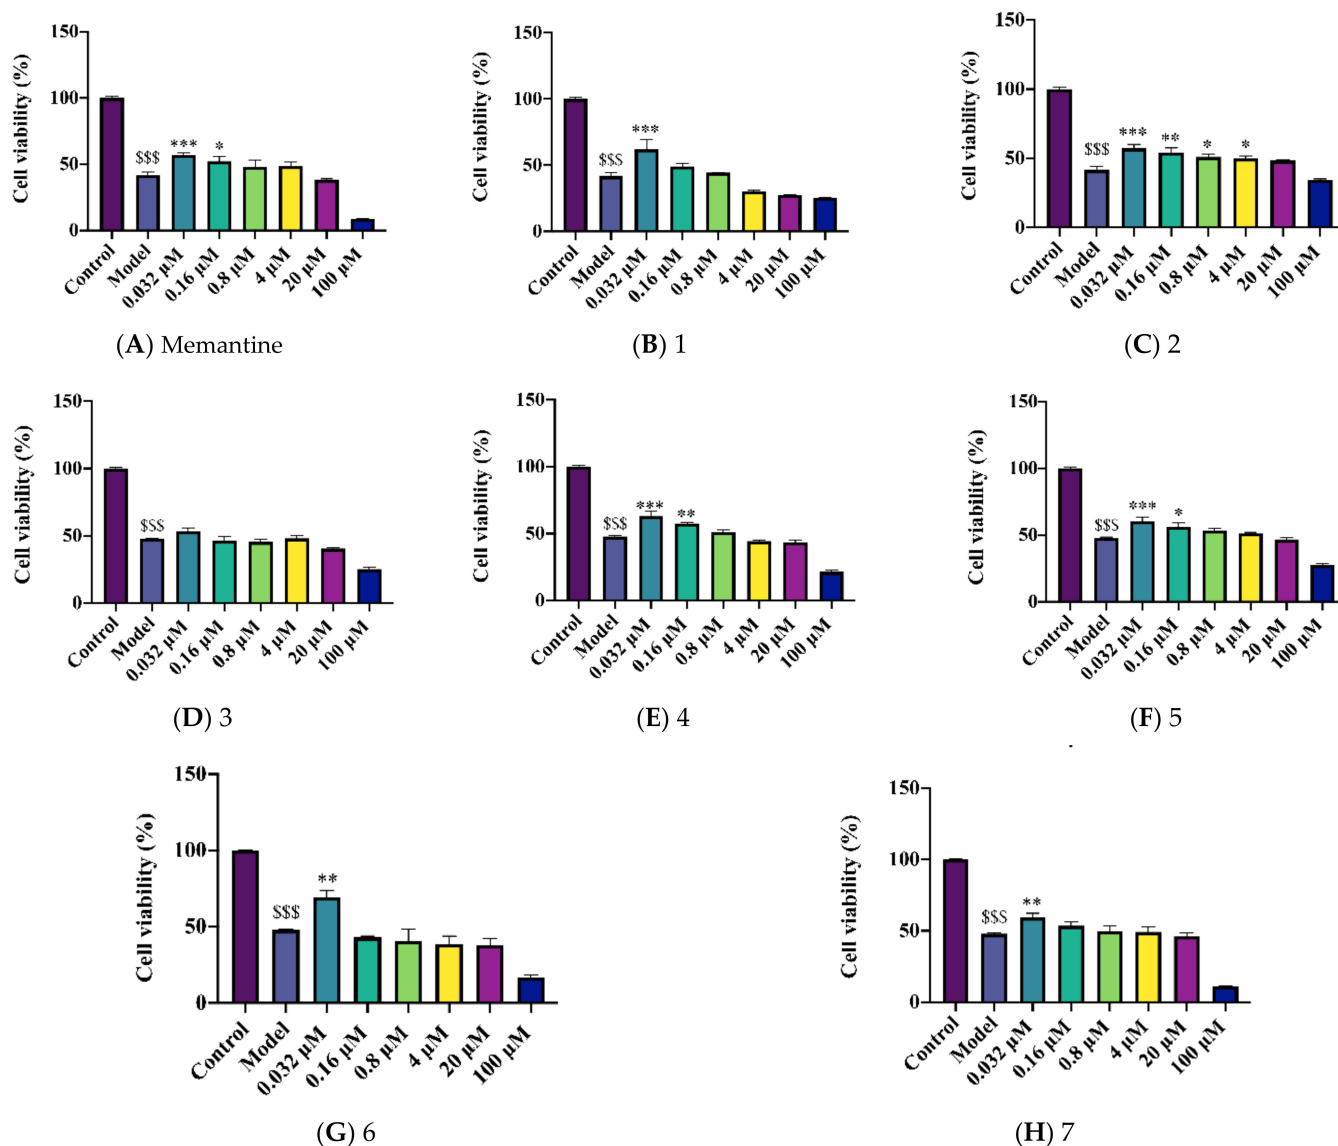 150
100
50
0
Cell viability (%)
$$$
***
*
Control
Model
0.032 µM
0.16 µM
0.8 µM
4 µM
20 µM
100 µM
(A) Memantine
150
100
50
0
Cell viability (%)
$$$
***
Control
Model
0.032 µM
0.16 µM
0.8 µM
4 µM
20 µM
100 µM
(B) 1
150
100
50
0
Cell viability (%)
$$$
***
**
*
*
Control
Model
0.032 µM
0.16 µM
0.8 µM
4 µM
20 µM
100 µM
(C) 2
150
100
50
0
Cell viability (%)
$$$
Control
Model
0.032 µM
0.16 µM
0.8 µM
4 µM
20 µM
100 µM
(D) 3
150
100
50
0
Cell viability (%)
$$$
***
**
Control
Model
0.032 µM
0.16 µM
0.8 µM
4 µM
20 µM
100 µM
(E) 4
150
100
50
0
Cell viability (%)
$$$
***
*
Control
Model
0.032 µM
0.16 µM
0.8 µM
4 µM
20 µM
100 µM
(F) 5
150
100
50
0
Cell viability (%)
$$$
**
Control
Model
0.032 µM
0.16 µM
0.8 µM
4 µM
20 µM
100 µM
(G) 6
150
100
50
0
Cell viability (%)
$$$
**
Control
Model
0.032 µM
0.16 µM
0.8 µM
4 µM
20 µM
100 µM
(H) 7